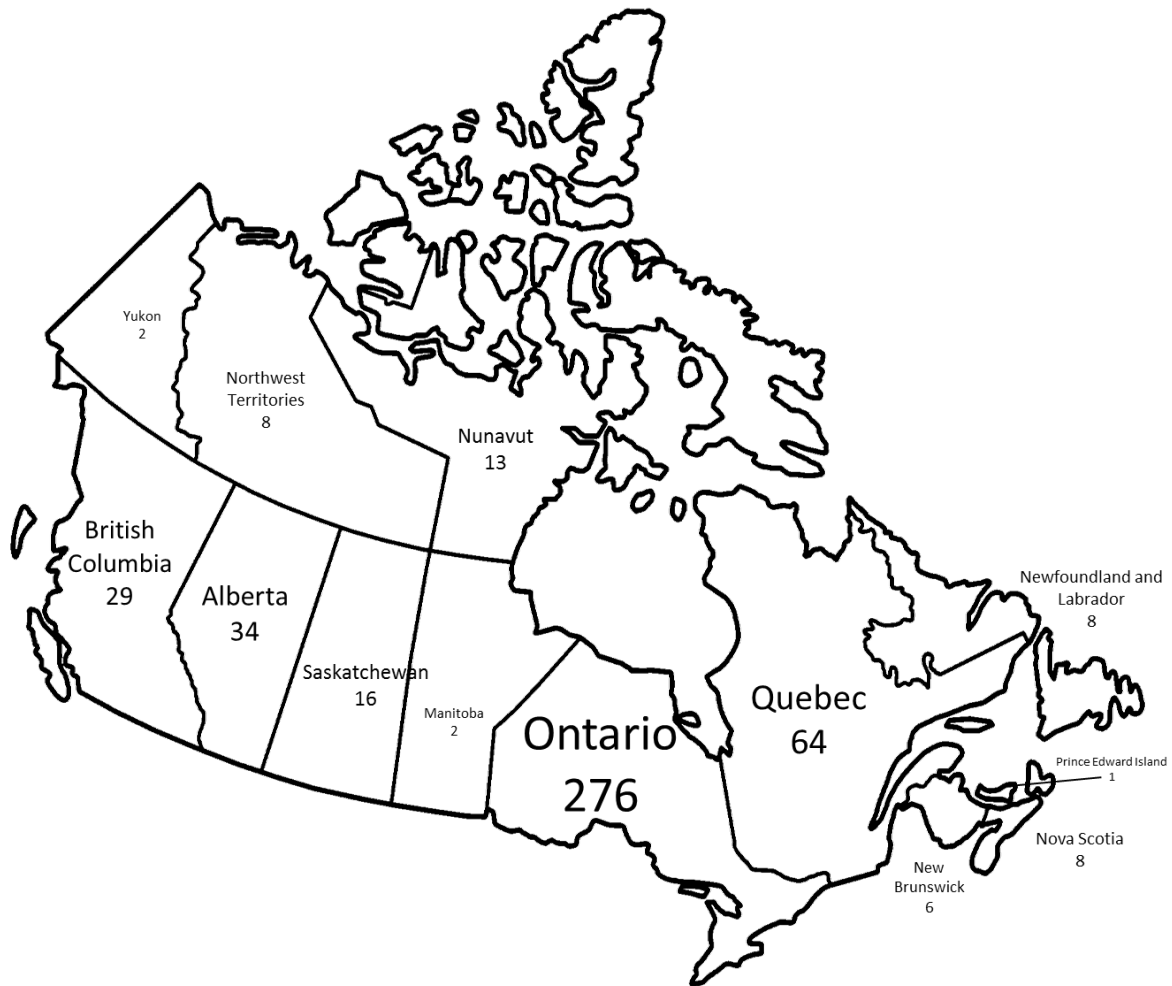 Yukon
2
Northwest
Territories
8
Nunavut
13
British
Columbia
29
Alberta
34
Saskatchewan
16
Manitoba
2
Ontario
276
Quebec
64
Newfoundland and
Labrador
8
Prince Edward Island
1
Nova Scotia
8
New
Brunswick
6